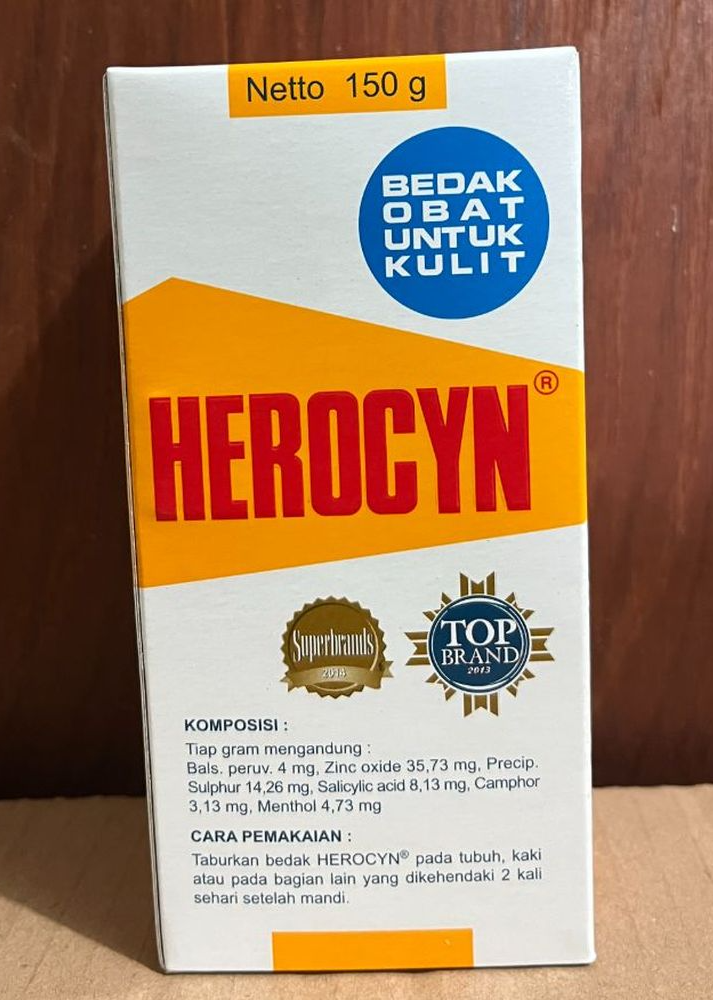 Netto 150 g
BEDAK
OBAT
UNTUK
KULIT
HEROCYN®
Superbrands
2014
TOP
BRAND
2013
KOMPOSISI :
Tiap gram mengandung :
Bals. peruv. 4 mg, Zinc oxide 35,73 mg, Precip.
Sulphur 14,26 mg, Salicylic acid 8,13 mg, Camphor
3,13 mg, Menthol 4,73 mg
CARA PEMAKAIAN :
Taburkan bedak HEROCYN® pada tubuh, kaki
atau pada bagian lain yang dikehendaki 2 kali
sehari setelah mandi.